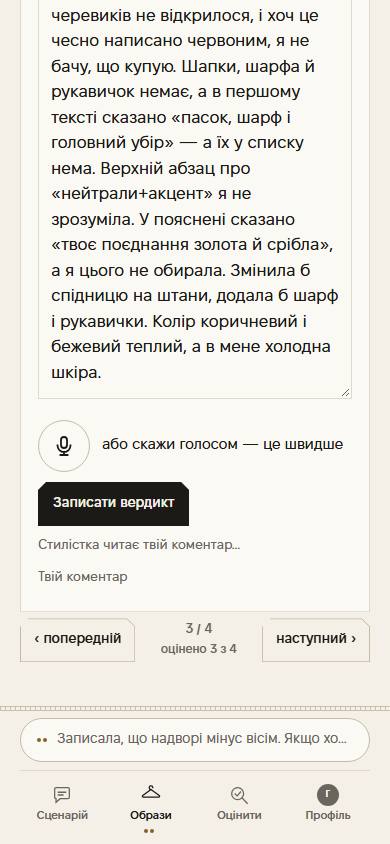 черевиків не відкрилося, і хоч це
чесно написано червоним, я не
бачу, що купую. Шапки, шарфа й
рукавичок немає, а в першому
тексті сказано «пасок, шарф і
головний убір» — а їх у списку
нема. Верхній абзац про
«нейтрали+акцент» я не
зрозуміла. У поясненi сказано
«твоє поєднання золота й срібла»,
а я цього не обирала. Змінила б
спідницю на штани, додала б шарф
і рукавички. Колір коричневий і
бежевий теплий, а в мене холодна
шкіра.
або скажи голосом — це швидше
Записати вердикт
Стилістка читає твій коментар...
Твій коментар
‹ попередній
3 / 4
оцінено 3 з 4
наступний ›
Записала, що надворі мінус вісім. Якщо хо...
Сценарій
Образи
Оцінити
Г
Профіль